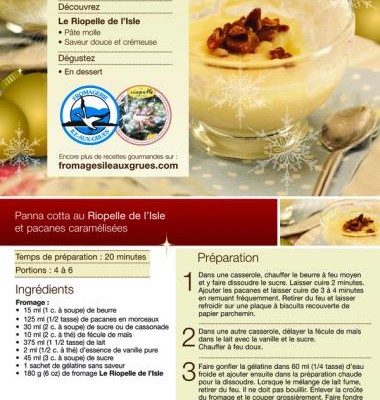 Découvrez
Le Riopelle de l'Isle
• Pâte molle
• Saveur douce et crémeuse
Dégustez
• En dessert
FROMAGERIE
ILE-AUX-GRUES
riopelle
Encore plus de recettes gourmandes sur :
fromagesileauxgrues.com
Panna cotta au Riopelle de l'Isle
et pacanes caramélisées
Temps de préparation : 20 minutes
Portions : 4 à 6
Ingrédients
Fromage :
• 15 ml (1 c. à soupe) de beurre
• 125 ml (1/2 tasse) de pacanes en morceaux
• 30 ml (2 c. à soupe) de sucre ou de cassonade
• 10 ml (2 c. à thé) de fécule de maïs
• 375 ml (1 1/2 tasse) de lait
• 2 ml (1/2 c. à thé) d'essence de vanille pure
• 45 ml (3 c. à soupe) de sucre
• 1 sachet de gélatine sans saveur
• 180 g (6 oz) de fromage Le Riopelle de l'Isle
Préparation
1 Dans une casserole, chauffer le beurre à feu moyen
et y faire dissoudre le sucre. Laisser cuire 2 minutes.
Ajouter les pacanes et laisser cuire de 3 à 4 minutes
en remuant fréquemment. Retirer du feu et laisser
refroidir sur une plaque à biscuits recouverte de
papier parchemin.
2 Dans une autre casserole, délayer la fécule de maïs
dans le lait avec la vanille et le sucre.
Chauffer à feu doux.
3 Faire gonfler la gélatine dans 60 ml (1/4 tasse) d'eau
froide et ajouter ensuite dans la préparation chaude
pour la dissoudre. Lorsque le mélange de lait fume,
retirer du feu. Il ne doit pas bouillir. Enlever la croûte
du fromage et le couper grossièrement. Faire fondre